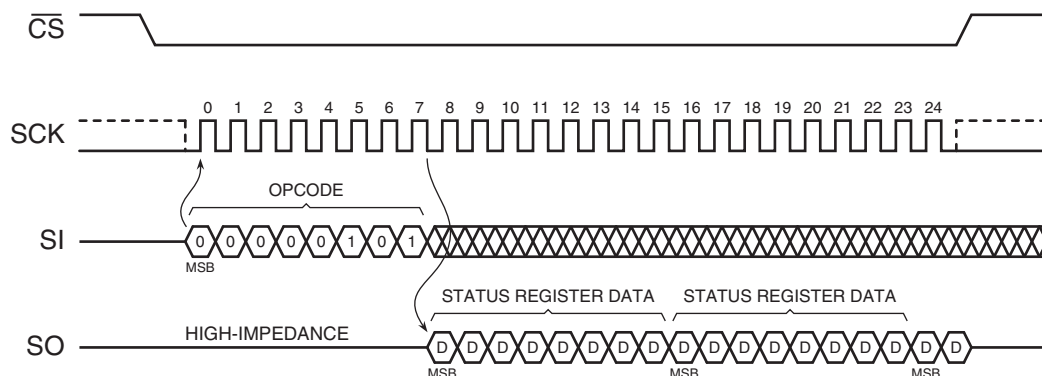 CS
0 1 2 3 4 5 6 7 8 9 10 11 12 13 14 15 16 17 18 19 20 21 22 23 24
SCK
OPCODE
SI 0 0 0 0 0 1 0 1
MSB
STATUS REGISTER DATA STATUS REGISTER DATA
HIGH-IMPEDANCE
SO D D D D D D D D D D D D D D D D D D
MSB MSB MSB